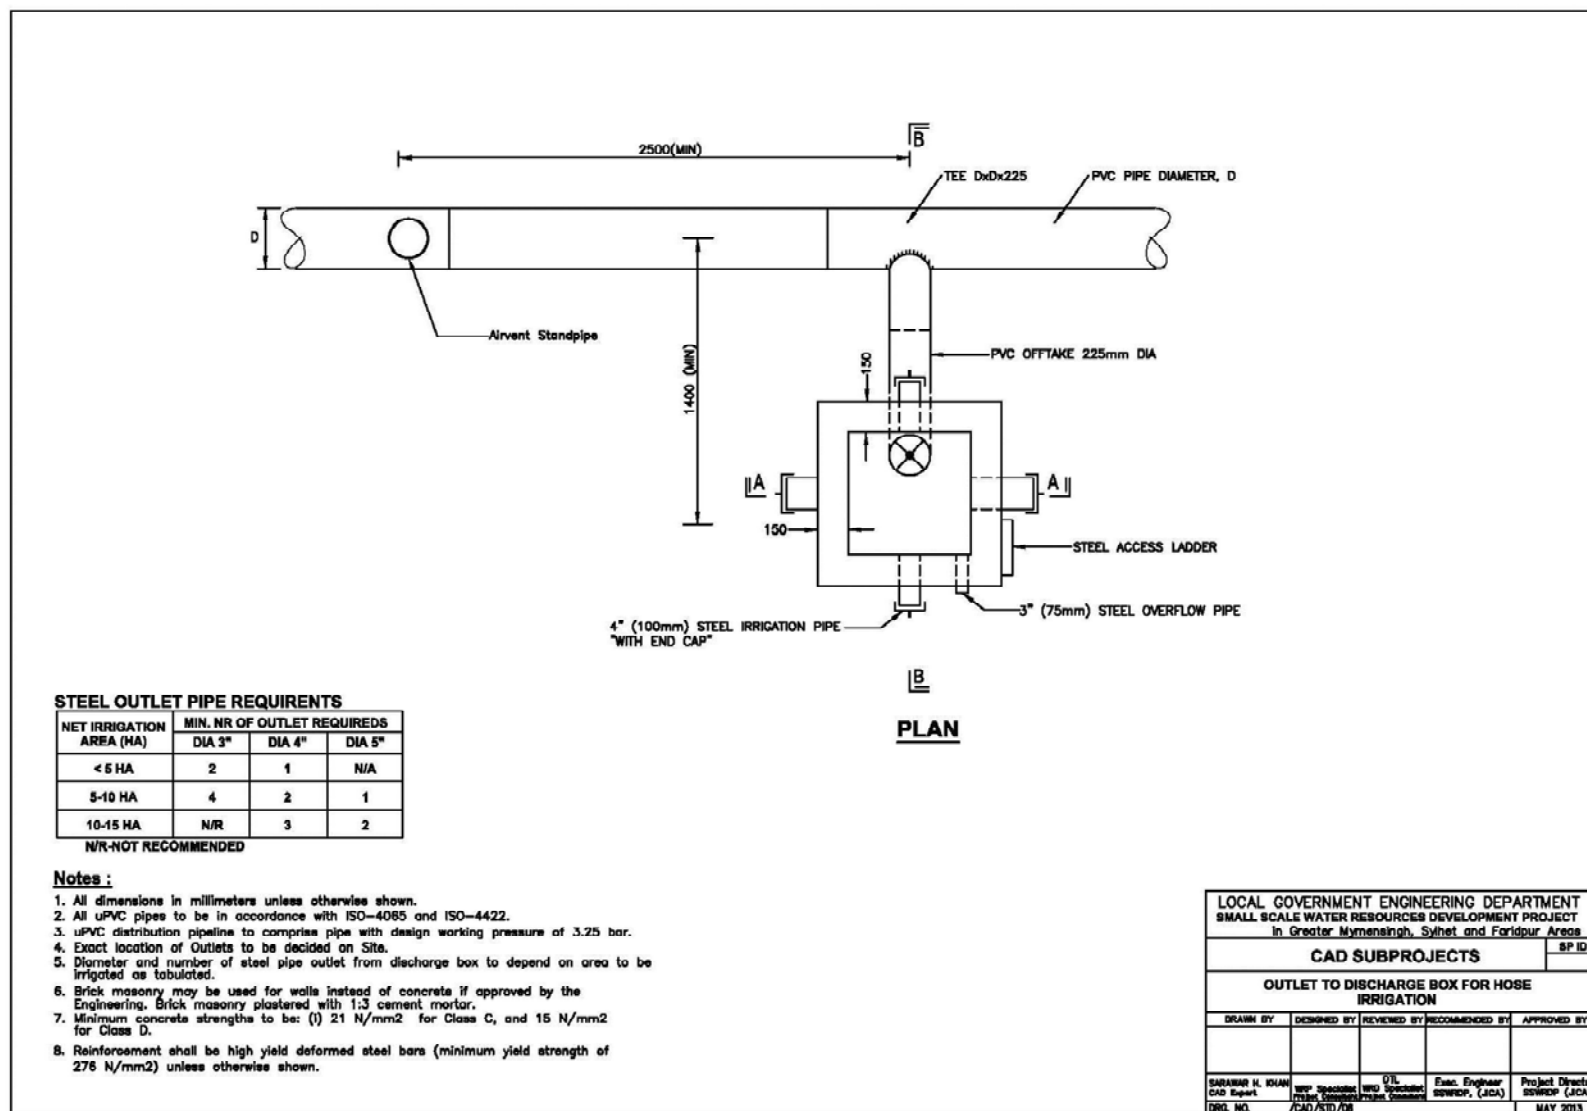 B
2500(MIN)
TEE DxDx225
PVC PIPE DIAMETER, D
D
Airvent Standpipe
1400 (MIN)
150
PVC OFFTAKE 225mm DIA
A
A
150
STEEL ACCESS LADDER
3" (75mm) STEEL OVERFLOW PIPE
4" (100mm) STEEL IRRIGATION PIPE
"WITH END CAP"
B
PLAN
STEEL OUTLET PIPE REQUIRENTS
NET IRRIGATION AREA (HA) MIN. NR OF OUTLET REQUIREDS
DIA 3" DIA 4" DIA 5"
< 5 HA 2 1 N/A
5-10 HA 4 2 1
10-15 HA N/R 3 2
N/R-NOT RECOMMENDED
Notes :
1. All dimensions in millimeters unless otherwise shown.
2. All uPVC pipes to be in accordance with ISO-4065 and ISO-4422.
3. uPVC distribution pipeline to comprise pipe with design working pressure of 3.25 bar.
4. Exact location of Outlets to be decided on Site.
5. Diameter and number of steel pipe outlet from discharge box to depend on area to be
irrigated as tabulated.
6. Brick masonry may be used for walls instead of concrete if approved by the
Engineering. Brick masonry plastered with 1:3 cement mortar.
7. Minimum concrete strengths to be: (i) 21 N/mm2 for Class C, and 15 N/mm2
for Class D.
8. Reinforcement shall be high yield deformed steel bars (minimum yield strength of
276 N/mm2) unless otherwise shown.
LOCAL GOVERNMENT ENGINEERING DEPARTMENT
SMALL SCALE WATER RESOURCES DEVELOPMENT PROJECT
in Greater Mymensingh, Sylhet and Faridpur Areas
CAD SUBPROJECTS
SP ID
OUTLET TO DISCHARGE BOX FOR HOSE
IRRIGATION
DRAWN BY DESIGNED BY REVIEWED BY RECOMMENDED BY APPROVED BY
SARAWAR H. KHAN
CAD Expert
DTL
Exec. Engineer
SSWRDP, (JICA)
Project Direct
SSWRDP (JICA
DRG. NO. /CAD/STD/08 MAY 2013